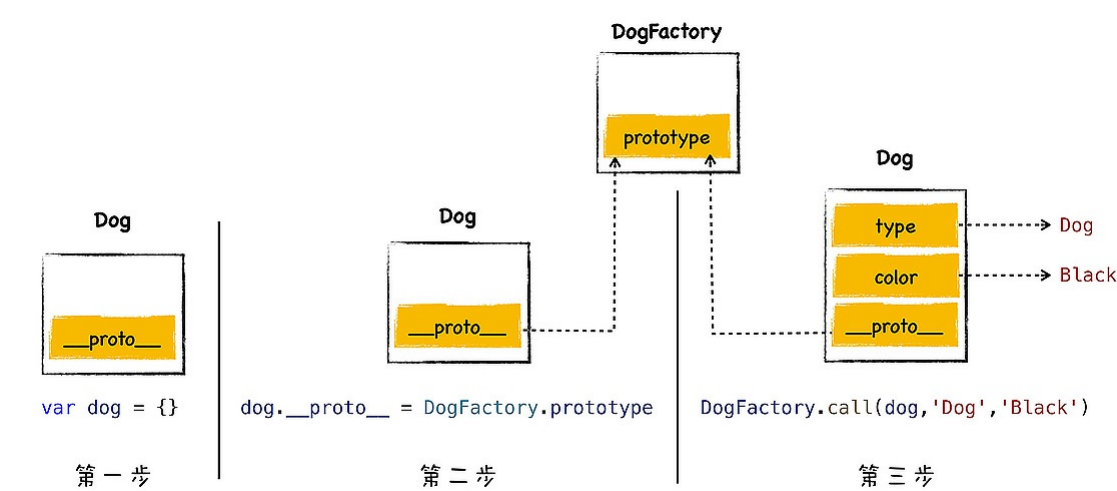 DogFactory
prototype
Dog
__proto__
var dog = {}
第一步
Dog
__proto__
dog.__proto__ = DogFactory.prototype
第二步
Dog
type
Dog
color
Black
__proto__
DogFactory.call(dog,'Dog','Black')
第三步